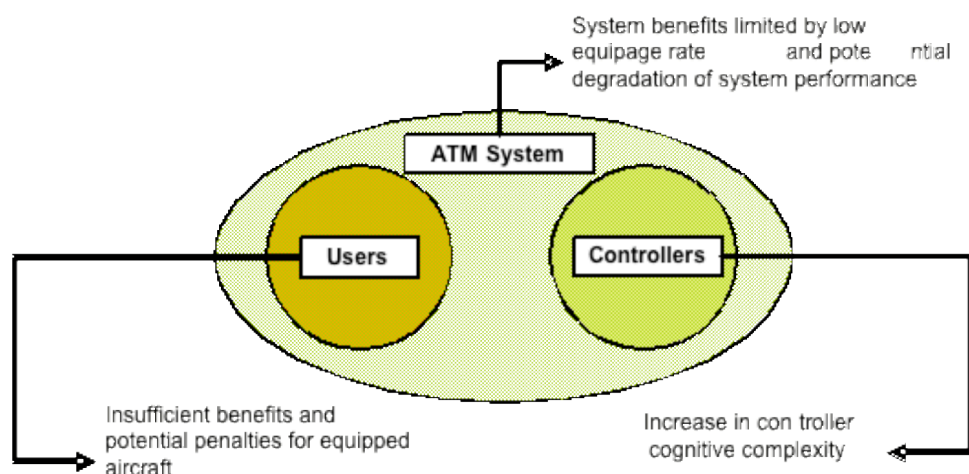 System benefits limited by low
equipage rate and pote ntial
degradation of system performance
ATM System
Users
Controllers
Insufficient benefits and
potential penalties for equipped
aircraft
Increase in con troller
cognitive complexity